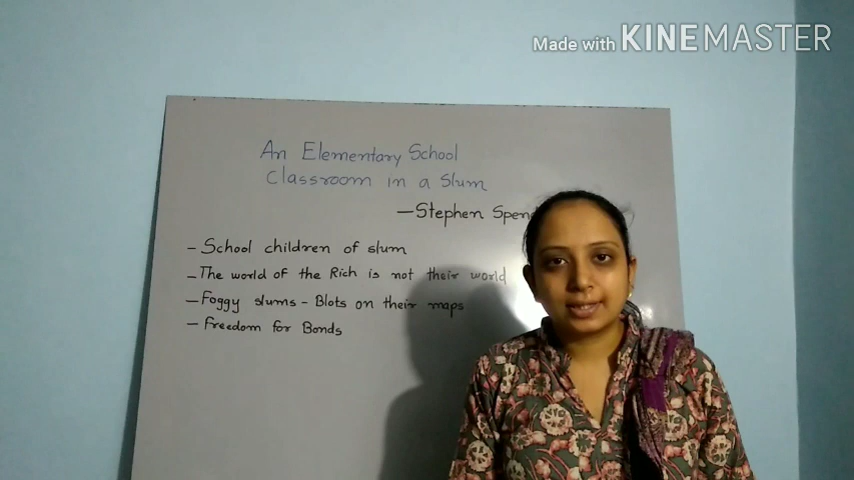 Made with KINEMASTER
An Elementary School
Classroom in a Slum
– Stephen
– School children of slum
– The world of the Rich is not their world
– Foggy slums – Blots on their maps
– Freedom for Bonds